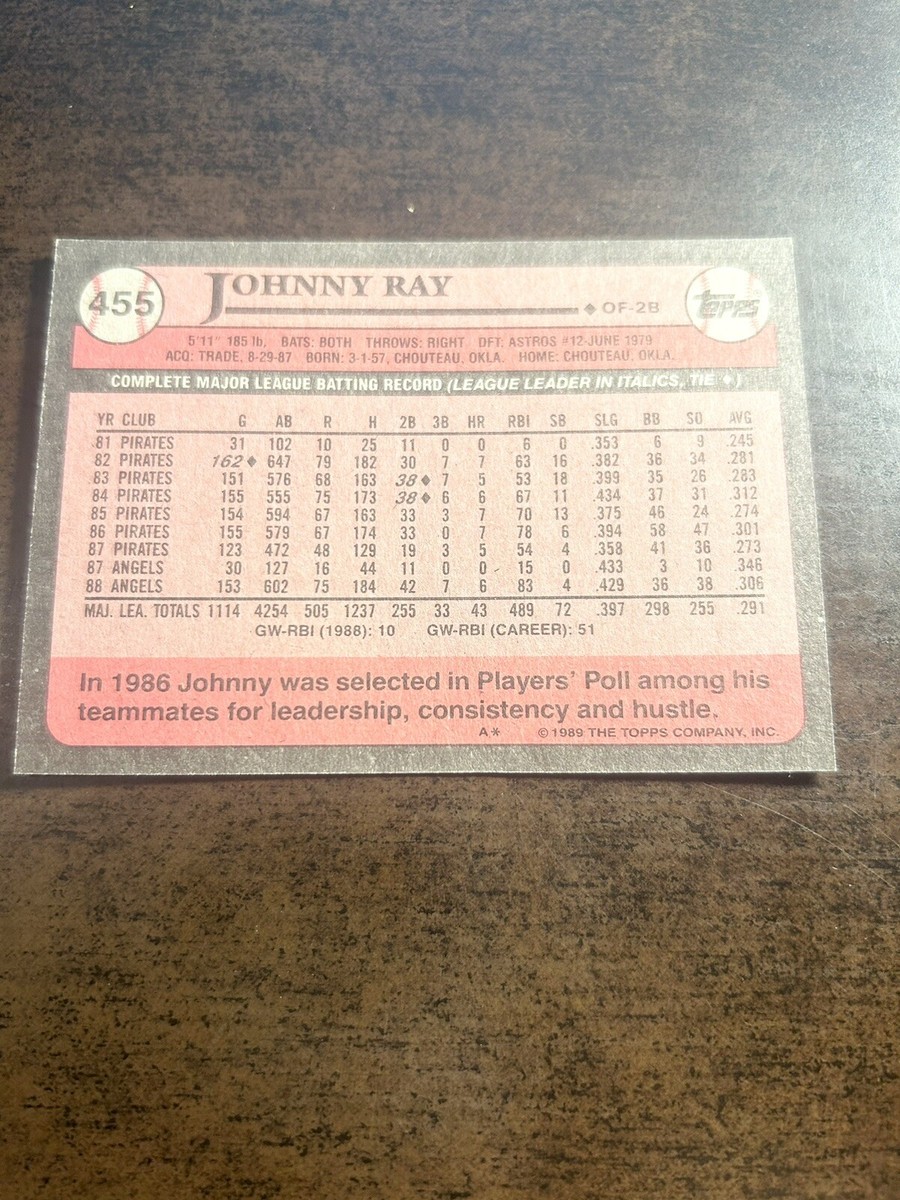 455 JOHNNY RAY ◆ OF-2B TOPPS
5'11" 185 lb. BATS: BOTH THROWS: RIGHT DFT: ASTROS #12-JUNE 1979
ACQ: TRADE, 8-29-87 BORN: 3-1-57, CHOUTEAU, OKLA. HOME: CHOUTEAU, OKLA.
COMPLETE MAJOR LEAGUE BATTING RECORD (LEAGUE LEADER IN ITALICS, TIE ◆)
YR CLUB G AB R H 2B 3B HR RBI SB SLG BB SO AVG
81 PIRATES 31 102 10 25 11 0 0 6 0 .353 6 9 .245
82 PIRATES 162◆ 647 79 182 30 7 7 63 16 .382 36 34 .281
83 PIRATES 151 576 68 163 38◆ 7 5 53 18 .399 35 26 .283
84 PIRATES 155 555 75 173 38◆ 6 6 67 11 .434 37 31 .312
85 PIRATES 154 594 67 163 33 3 7 70 13 .375 46 24 .274
86 PIRATES 155 579 67 174 33 0 7 78 6 .394 58 47 .301
87 PIRATES 123 472 48 129 19 3 5 54 4 .358 41 36 .273
87 ANGELS 30 127 16 44 11 0 0 15 0 .433 3 10 .346
88 ANGELS 153 602 75 184 42 7 6 83 4 .429 36 38 .306
MAJ. LEA. TOTALS 1114 4254 505 1237 255 33 43 489 72 .397 298 255 .291
GW-RBI (1988): 10 GW-RBI (CAREER): 51
In 1986 Johnny was selected in Players' Poll among his
teammates for leadership, consistency and hustle.
A* © 1989 THE TOPPS COMPANY, INC.